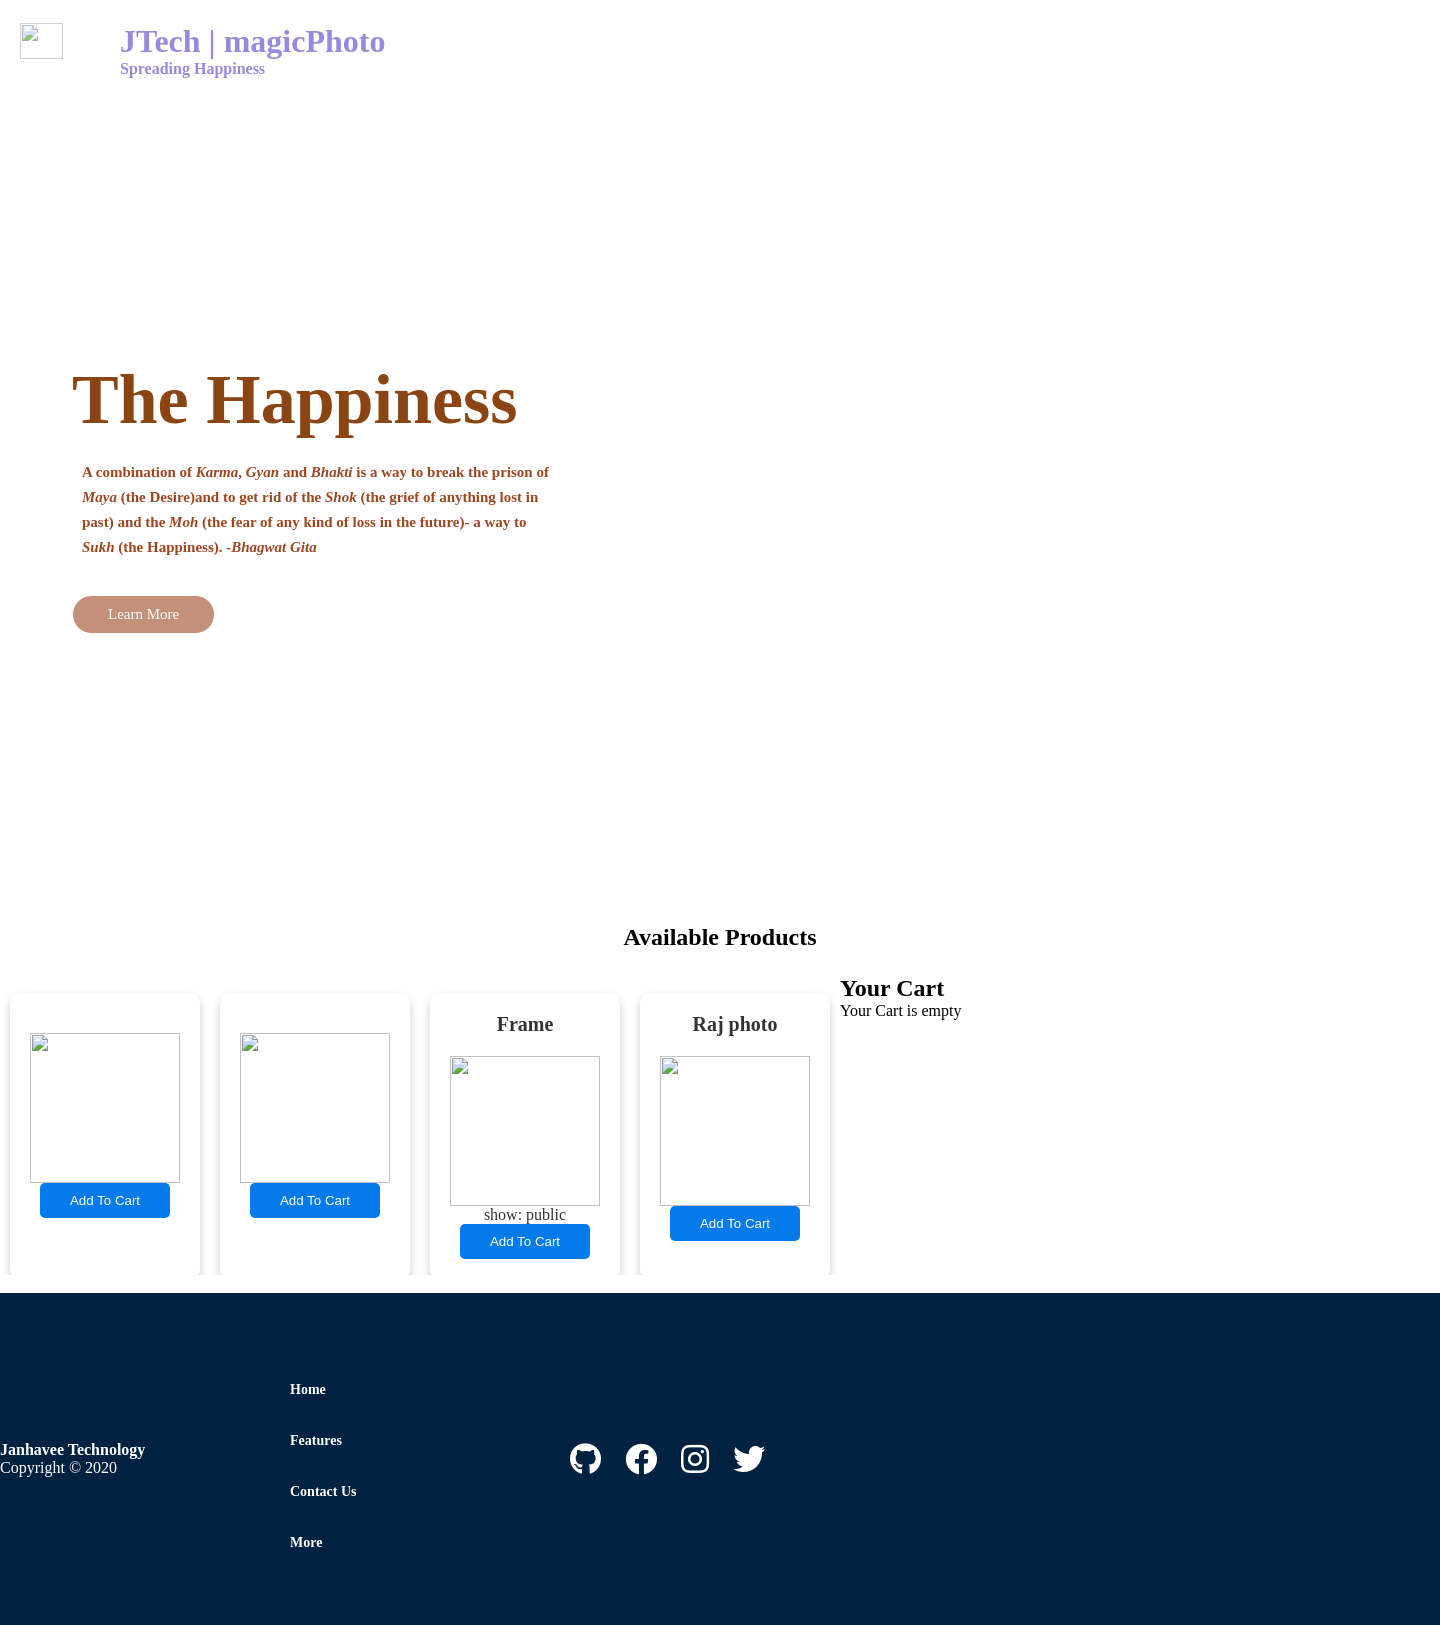 JTech | magicPhoto
Spreading Happiness
The Happiness
A combination of Karma, Gyan and Bhakti is a way to break the prison of
Maya (the Desire)and to get rid of the Shok (the grief of anything lost in
past) and the Moh (the fear of any kind of loss in the future)- a way to
Sukh (the Happiness). -Bhagwat Gita
Learn More
Available Products
Add To Cart
Add To Cart
Frame
show: public
Add To Cart
Raj photo
Add To Cart
Your Cart
Your Cart is empty
Janhavee Technology
Copyright © 2020
Home
Features
Contact Us
More